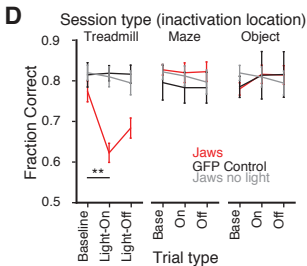 D
Session type (inactivation location)
Treadmill Maze Object
Fraction Correct
0.9
0.8
0.7
0.6
0.5
**
Jaws
GFP Control
Jaws no light
Baseline
Light-On
Light-Off
Base
On
Off
Base
On
Off
Trial type